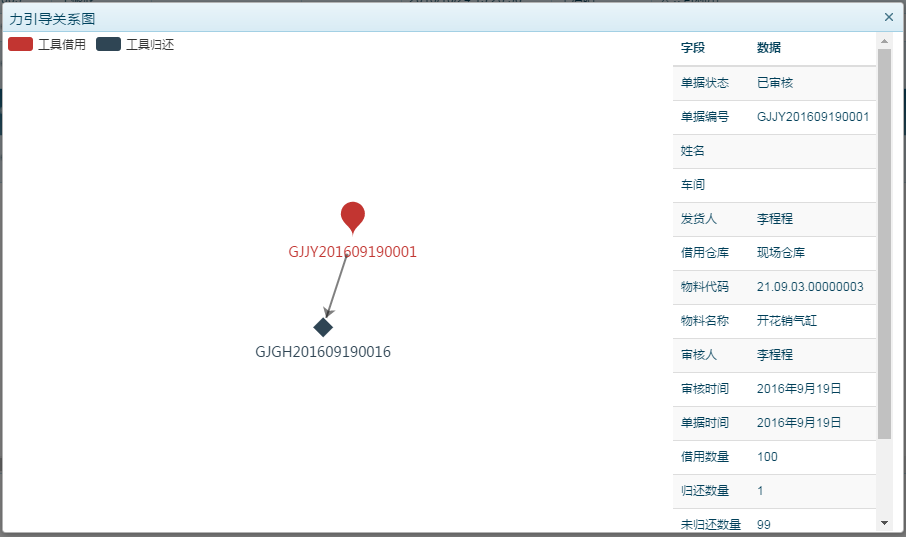 力引导关系图
工具借用 工具归还
GJJY201609190001
GJGH201609190016
字段 数据
单据状态 已审核
单据编号 GJJY201609190001
姓名
车间
发货人 李程程
借用仓库 现场仓库
物料代码 21.09.03.00000003
物料名称 开花销气缸
审核人 李程程
审核时间 2016年9月19日
单据时间 2016年9月19日
借用数量 100
归还数量 1
未归还数量 99